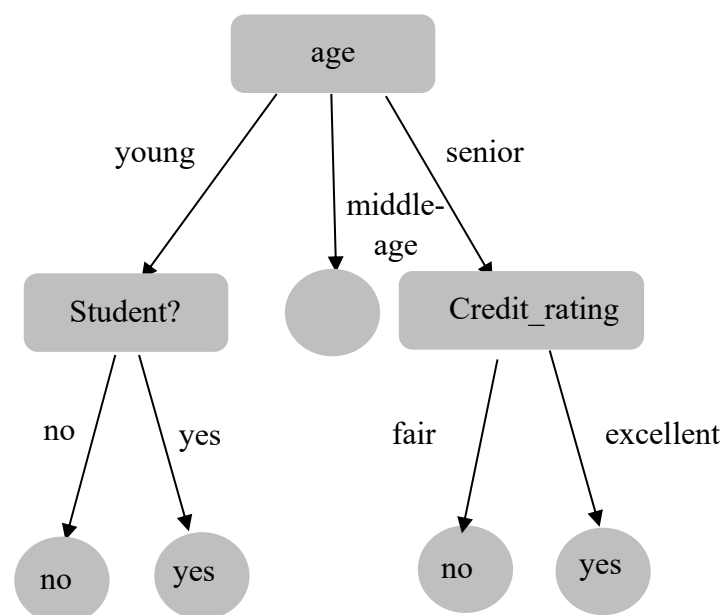 age
young
senior
middle-
age
Student?
Credit_rating
no
yes
fair
excellent
no
yes
no
yes